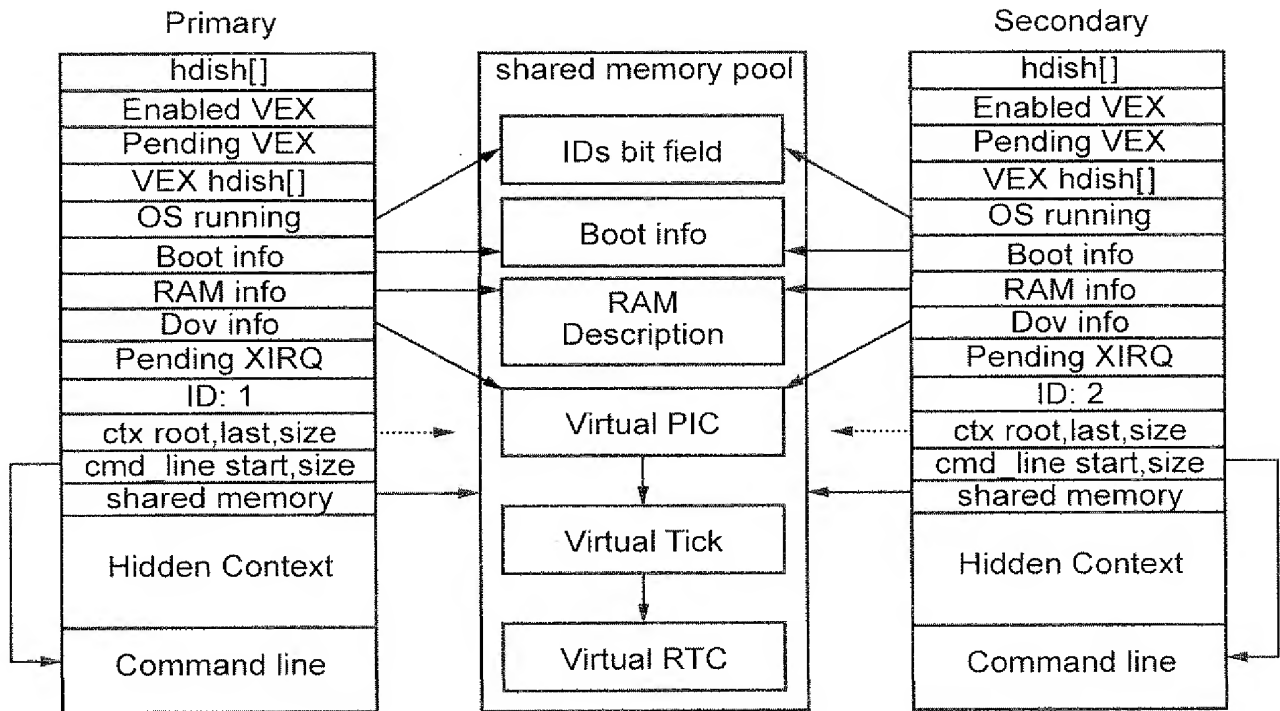 Primary
hdish[]
Enabled VEX
Pending VEX
VEX hdish[]
OS running
Boot info
RAM info
Dov info
Pending XIRQ
ID: 1
ctx root,last,size
cmd_line start,size
shared memory
Hidden Context
Command line
shared memory pool
IDs bit field
Boot info
RAM
Description
Virtual PIC
Virtual Tick
Virtual RTC
Secondary
hdish[]
Enabled VEX
Pending VEX
VEX hdish[]
OS running
Boot info
RAM info
Dov info
Pending XIRQ
ID: 2
ctx root,last,size
cmd_line start,size
shared memory
Hidden Context
Command line